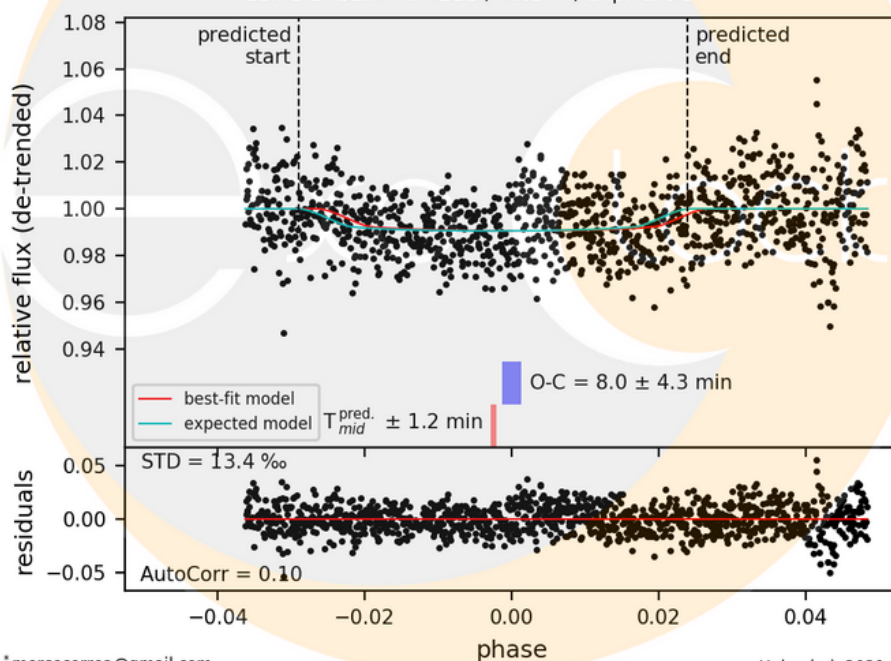 1.08
1.06
1.04
1.02
1.00
0.98
0.96
0.94
relative flux (de-trended)
predicted
start
predicted
end
O-C = 8.0 ± 4.3 min
best-fit model
expected model
T mid pred. ± 1.2 min
0.05
0.00
−0.05
residuals
STD = 13.4 ‰
AutoCorr = 0.10
−0.04
−0.02
0.00
0.02
0.04
phase